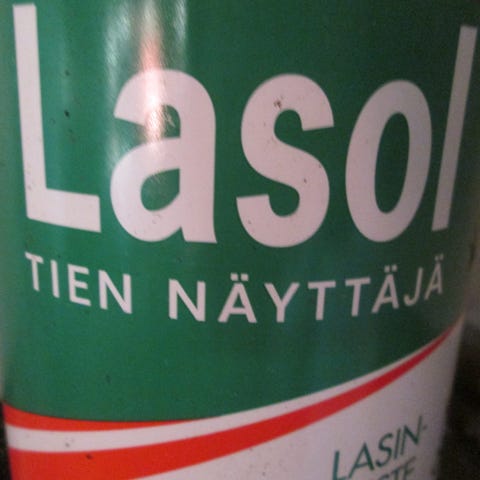 Lasol
TIEN NÄYTTÄJÄ
LASIN-